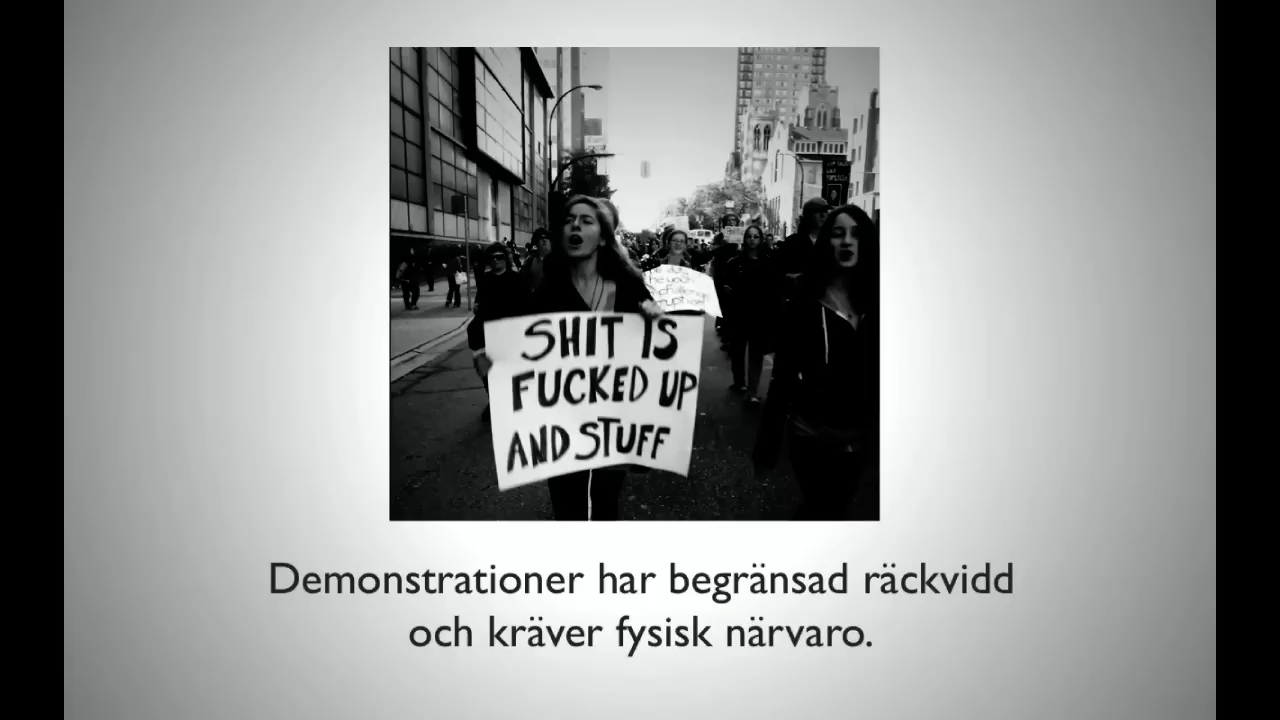 SHIT IS
FUCKED UP
AND STUFF
Demonstrationer har begränsad räckvidd
och kräver fysisk närvaro.